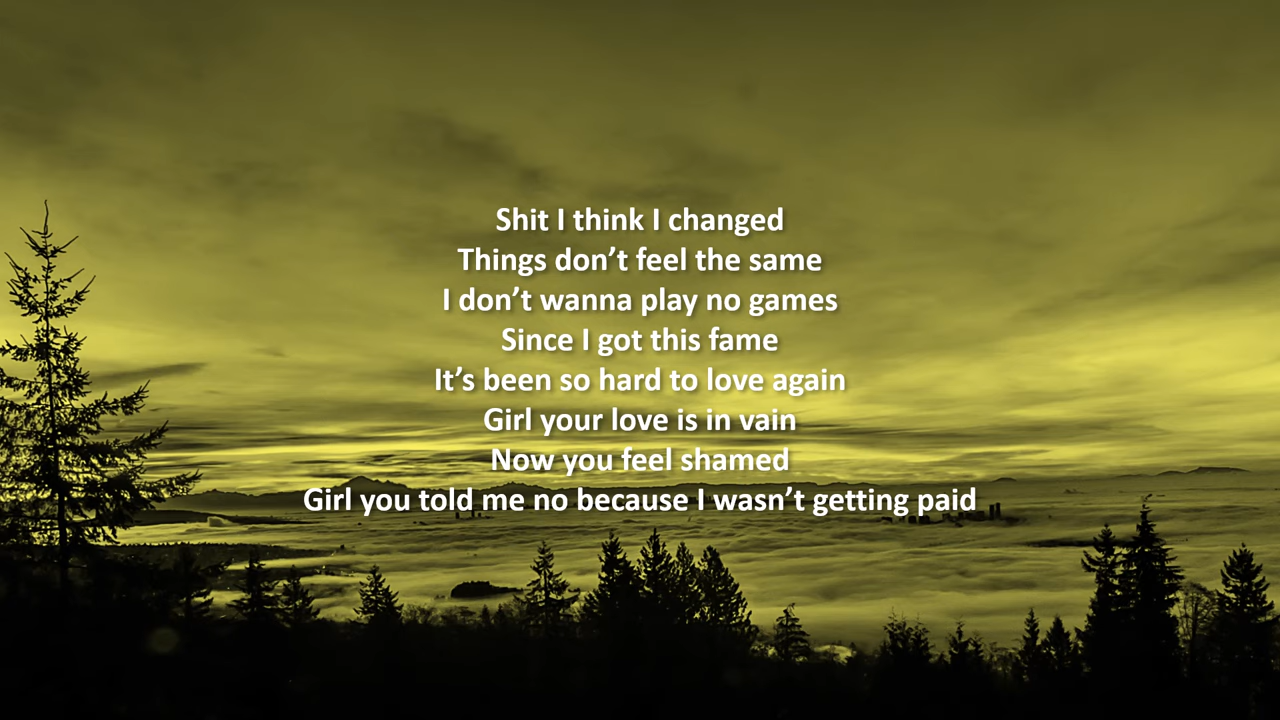 Shit I think I changed
Things don’t feel the same
I don’t wanna play no games
Since I got this fame
It’s been so hard to love again
Girl your love is in vain
Now you feel shamed
Girl you told me no because I wasn’t getting paid